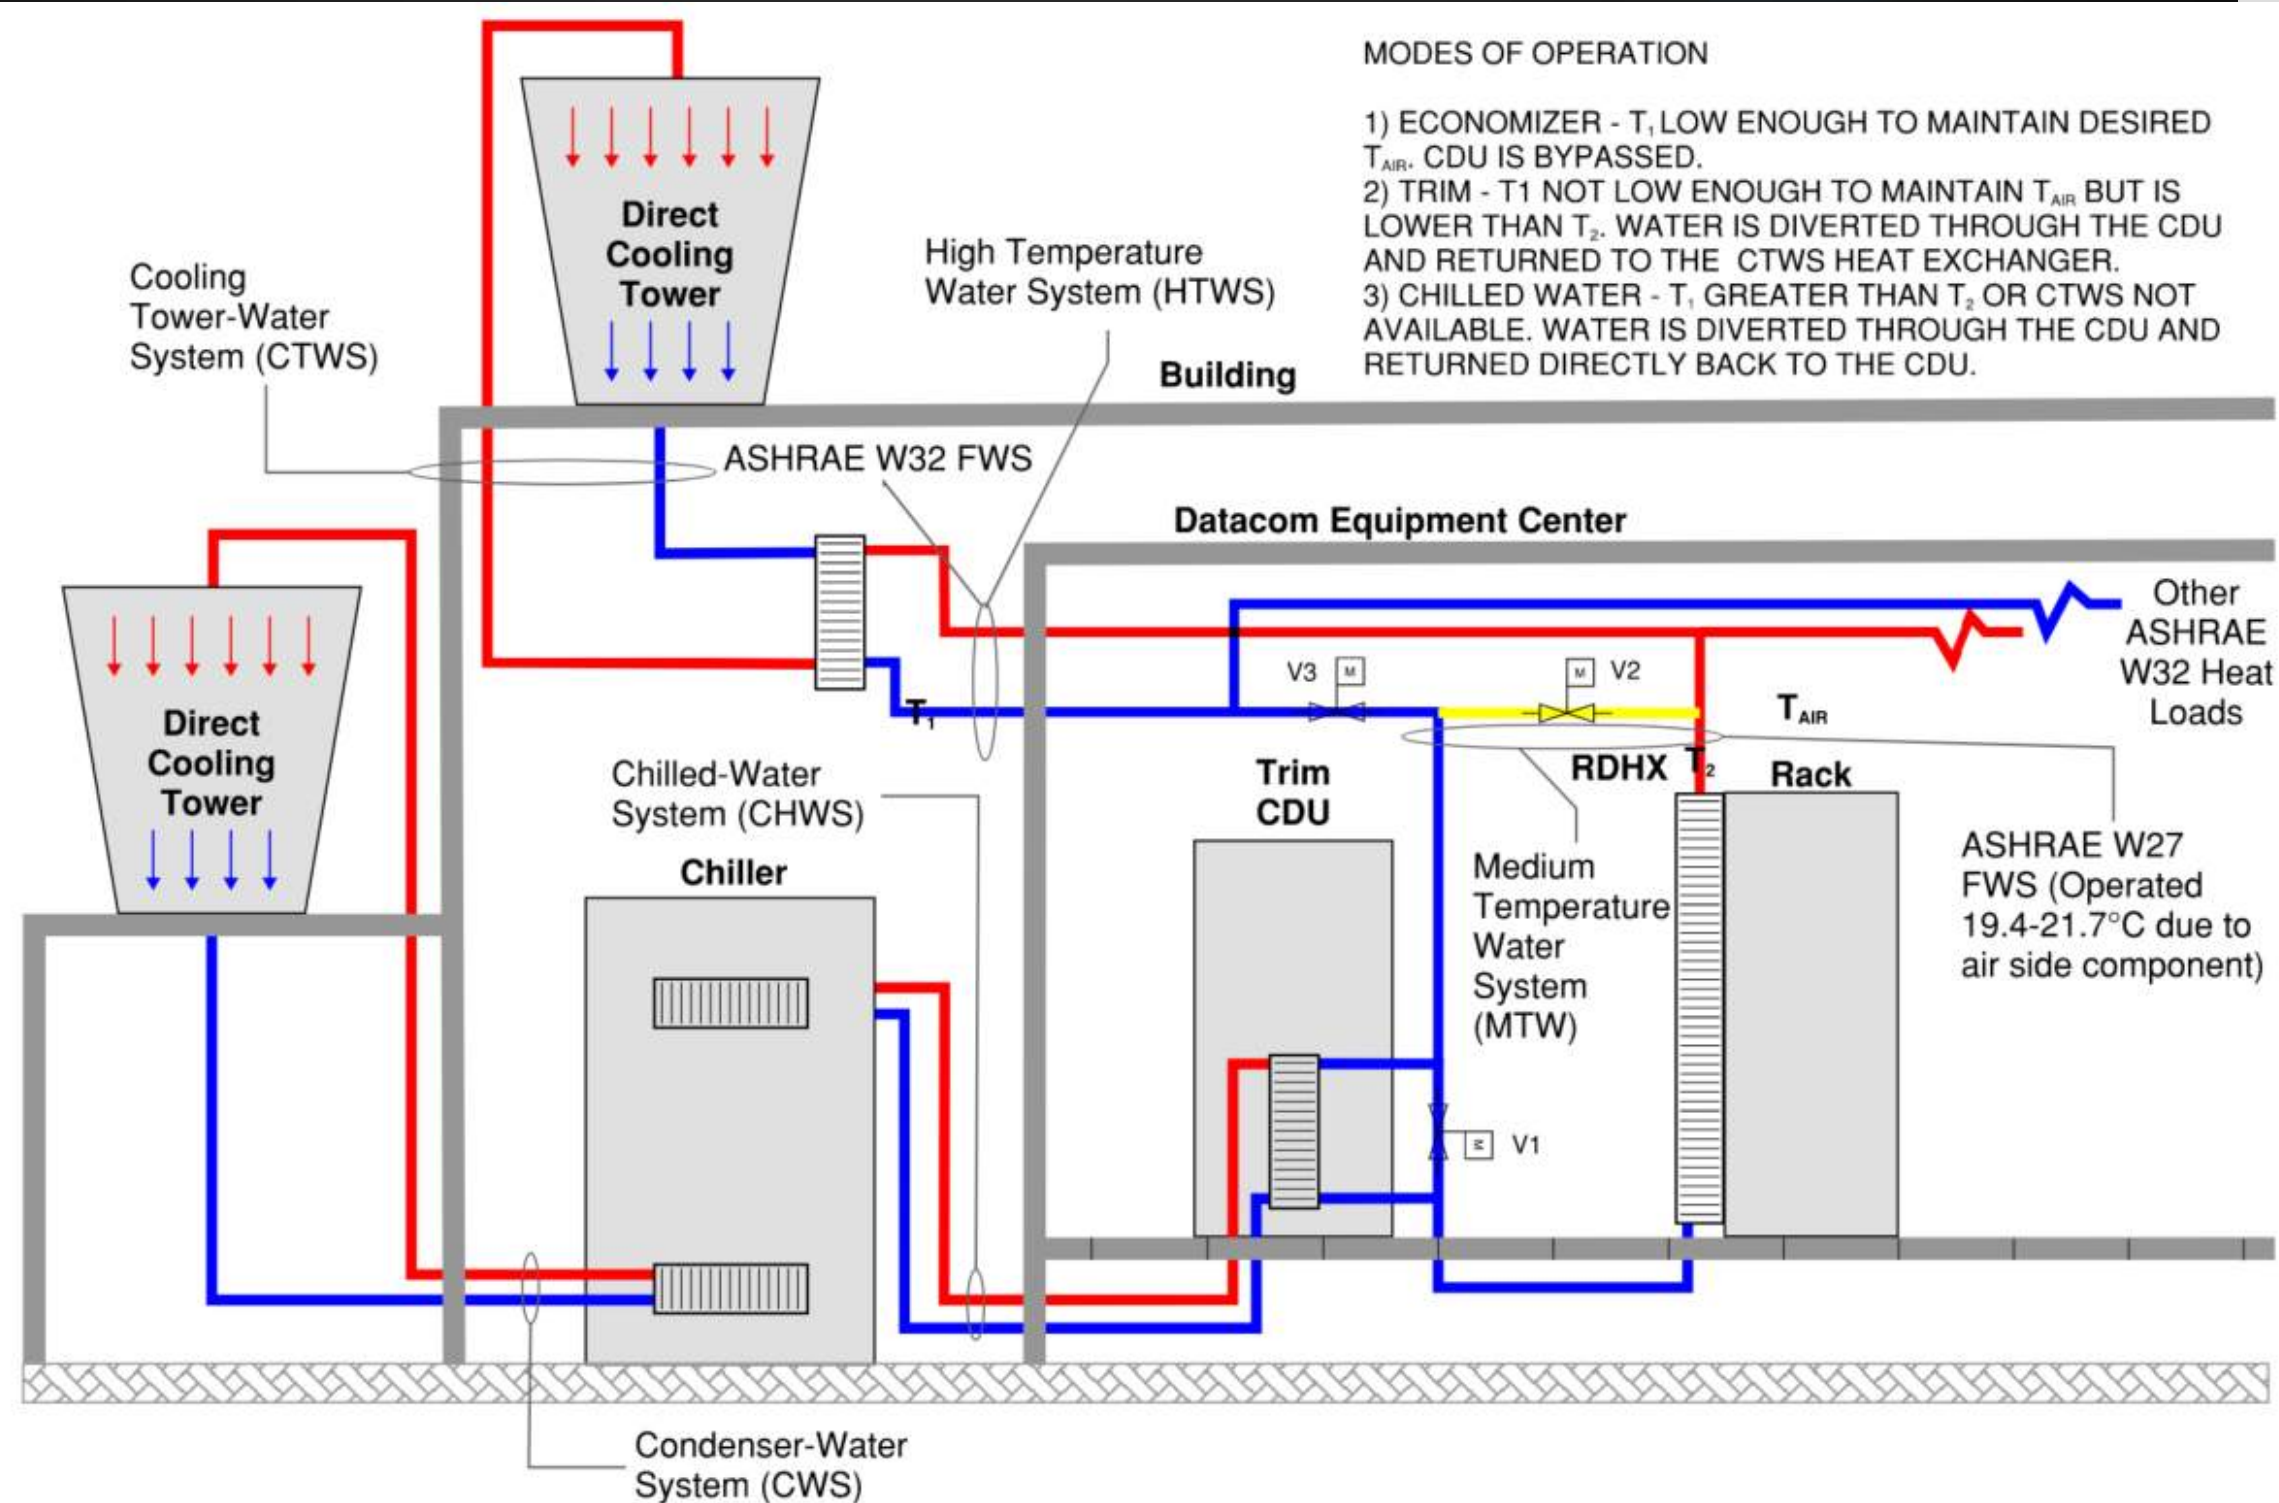 MODES OF OPERATION
1) ECONOMIZER - T₁ LOW ENOUGH TO MAINTAIN DESIRED
T_AIR. CDU IS BYPASSED.
2) TRIM - T1 NOT LOW ENOUGH TO MAINTAIN T_AIR BUT IS
LOWER THAN T₂. WATER IS DIVERTED THROUGH THE CDU
AND RETURNED TO THE CTWS HEAT EXCHANGER.
3) CHILLED WATER - T₁ GREATER THAN T₂ OR CTWS NOT
AVAILABLE. WATER IS DIVERTED THROUGH THE CDU AND
RETURNED DIRECTLY BACK TO THE CDU.
Direct
Cooling
Tower
Cooling
Tower-Water
System (CTWS)
High Temperature
Water System (HTWS)
Building
ASHRAE W32 FWS
Datacom Equipment Center
Other
ASHRAE
W32 Heat
Loads
V3
M
M
V2
T₁
T_AIR
Direct
Cooling
Tower
Chilled-Water
System (CHWS)
Trim
CDU
RDHX
T₂
Rack
Chiller
Medium
Temperature
Water
System
(MTW)
ASHRAE W27
FWS (Operated
19.4-21.7°C due to
air side component)
M
V1
Condenser-Water
System (CWS)